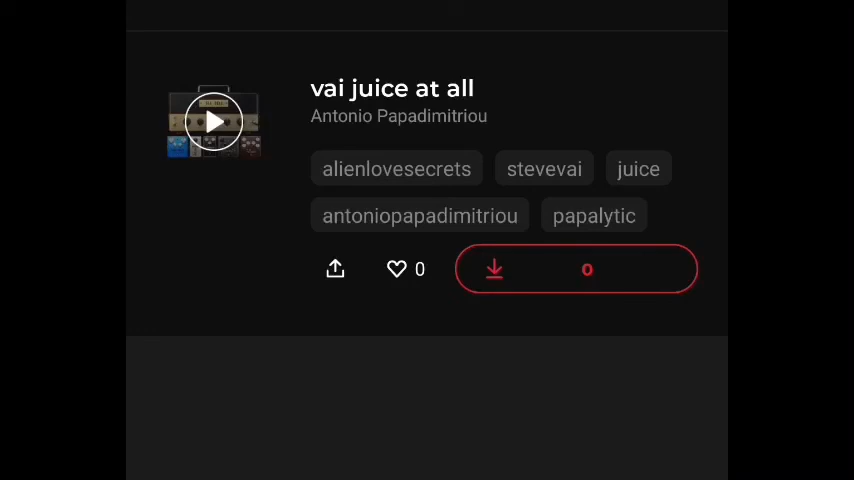 vai juice at all
Antonio Papadimitriou
alienlovesecrets stevevai juice
antoniopapadimitriou papalytic
0 0